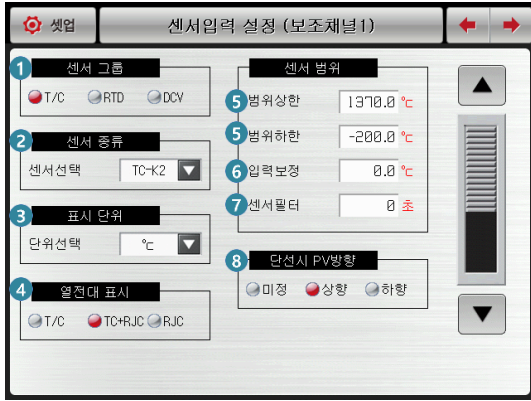 셋업
센서입력 설정 (보조채널1)
1 센서 그룹
T/C RTD DCV
2 센서 종류
센서선택 TC-K2
3 표시 단위
단위선택 ℃
4 열전대 표시
T/C TC+RJC RJC
센서 범위
5 범위상한 1370.0 ℃
5 범위하한 -200.0 ℃
6 입력보정 0.0 ℃
7 센서필터 0 초
8 단선시 PV방향
미정 상향 하향